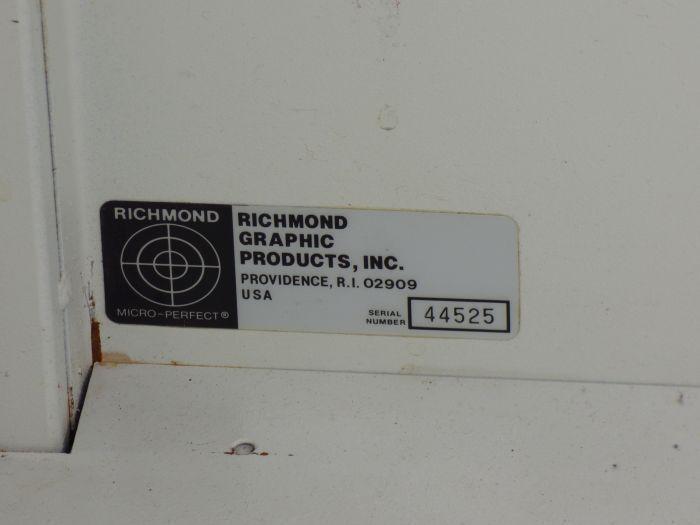 RICHMOND
MICRO-PERFECT®
RICHMOND
GRAPHIC
PRODUCTS, INC.
PROVIDENCE, R.I. 02909
USA
SERIAL
NUMBER
44525